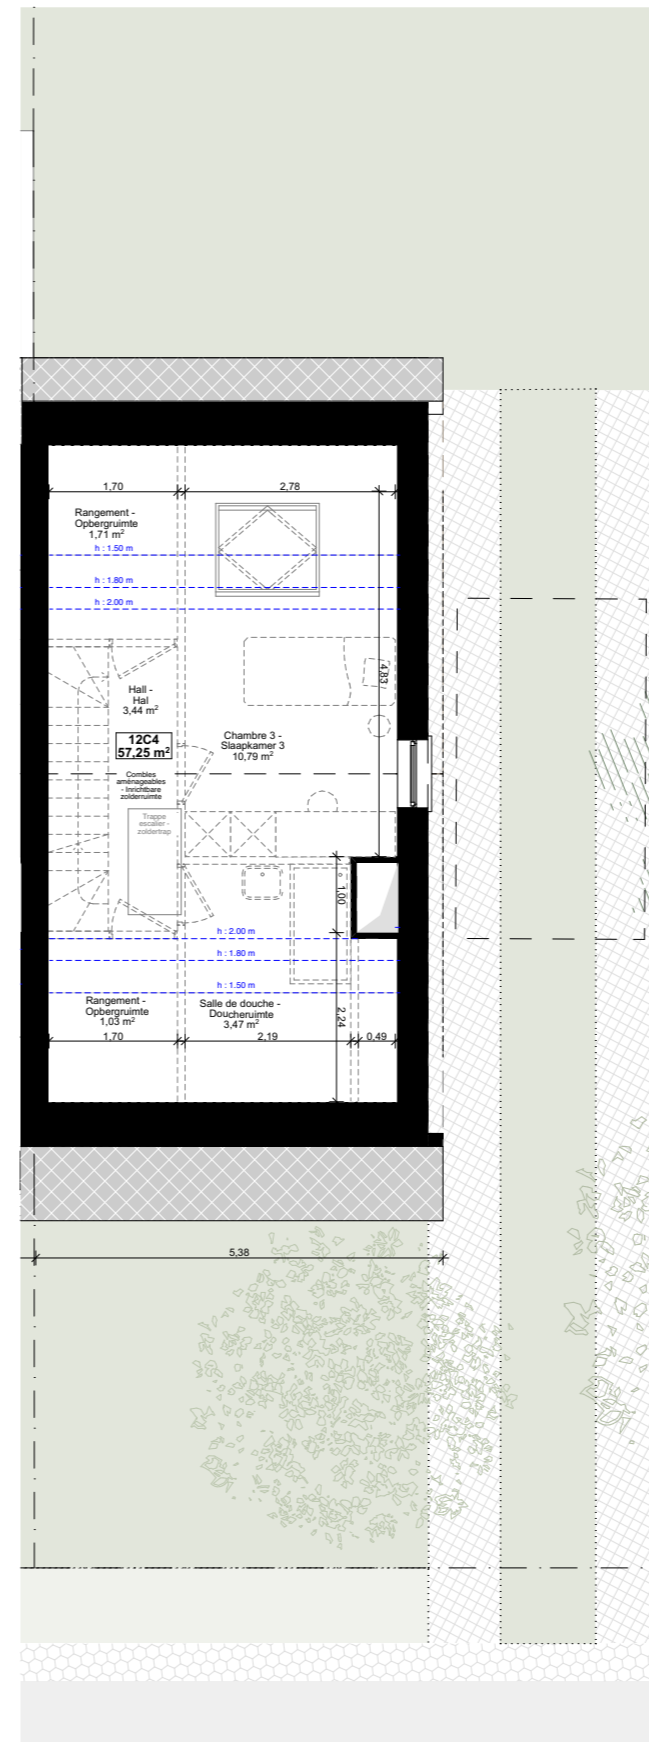 1,70
2,78
Rangement -
Opbergruimte
1,71 m²
h : 1.50 m
h : 1.80 m
h : 2.00 m
4,83
Hall -
Hal
3,44 m²
12C4
57,25 m²
Chambre 3 -
Slaapkamer 3
10,79 m²
Combles
aménageables
- Inrichtbare
zolderruimte
Trappe
escalier -
zoldertrap
1,00
h : 2.00 m
h : 1.80 m
h : 1.50 m
Rangement -
Opbergruimte
1,03 m²
Salle de douche -
Doucheruimte
3,47 m²
2,24
1,70
2,19
0,49
5,38